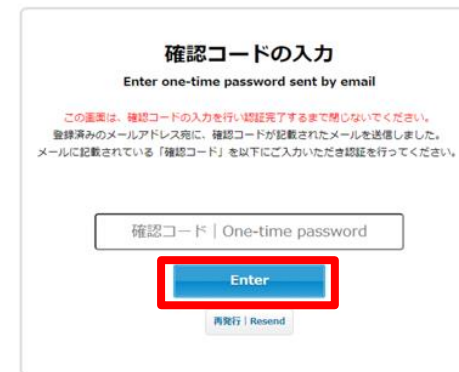 確認コードの入力
Enter one-time password sent by email
この画面は、確認コードの入力を行い認証完了するまで閉じないでください。
登録済みのメールアドレス宛に、確認コードが記載されたメールを送信しました。
メールに記載されている「確認コード」を以下にご入力いただき認証を行ってください。
確認コード | One-time password
Enter
再発行 | Resend